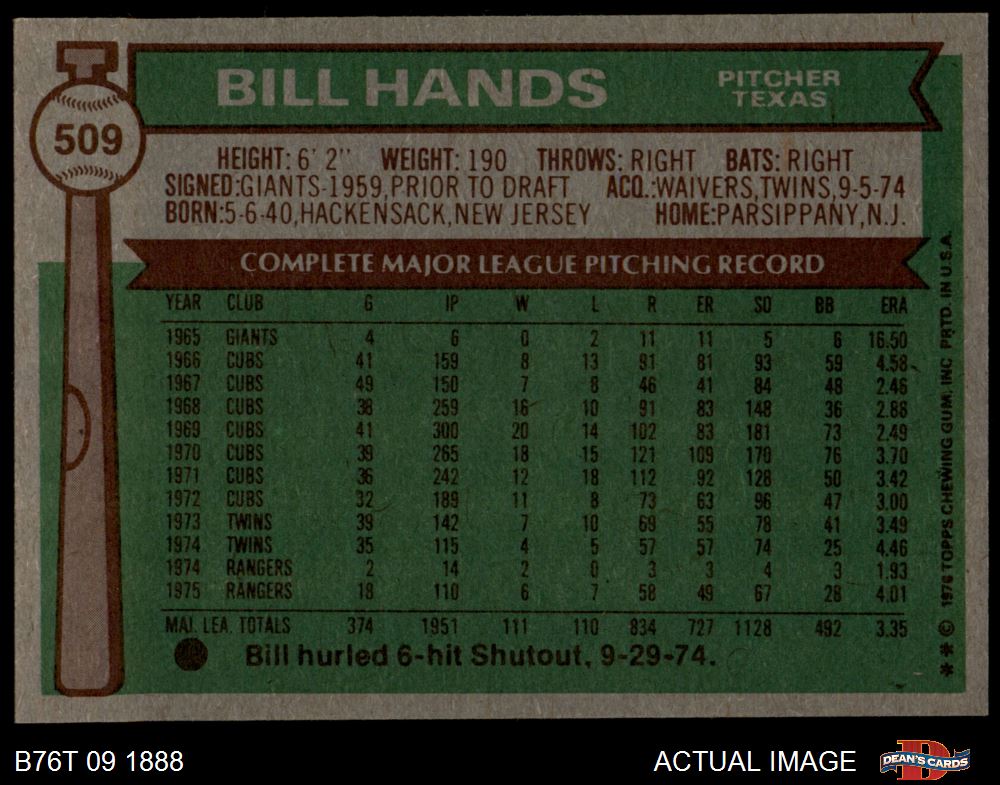 509
BILL HANDS
PITCHER
TEXAS
HEIGHT: 6' 2" WEIGHT: 190 THROWS: RIGHT BATS: RIGHT
SIGNED:GIANTS-1959,PRIOR TO DRAFT ACQ.:WAIVERS,TWINS,9-5-74
BORN:5-6-40,HACKENSACK,NEW JERSEY HOME:PARSIPPANY,N.J.
COMPLETE MAJOR LEAGUE PITCHING RECORD
YEAR CLUB G IP W L R ER SO BB ERA
1965 GIANTS 4 6 0 2 11 11 5 6 16.50
1966 CUBS 41 159 8 13 91 81 93 59 4.58
1967 CUBS 49 150 7 8 46 41 84 48 2.46
1968 CUBS 38 259 16 10 91 83 148 36 2.88
1969 CUBS 41 300 20 14 102 83 181 73 2.49
1970 CUBS 39 265 18 15 121 109 170 76 3.70
1971 CUBS 36 242 12 18 112 92 128 50 3.42
1972 CUBS 32 189 11 8 73 63 96 47 3.00
1973 TWINS 39 142 7 10 69 55 78 41 3.49
1974 TWINS 35 115 4 5 57 57 74 25 4.46
1974 RANGERS 2 14 2 0 3 3 4 3 1.93
1975 RANGERS 18 110 6 7 58 49 67 28 4.01
MAJ. LEA. TOTALS 374 1951 111 110 834 727 1128 492 3.35
Bill hurled 6-hit Shutout, 9-29-74.
** © 1976 TOPPS CHEWING GUM, INC. PRTD. IN U.S.A.
B76T 09 1888
ACTUAL IMAGE
DEAN'S CARDS